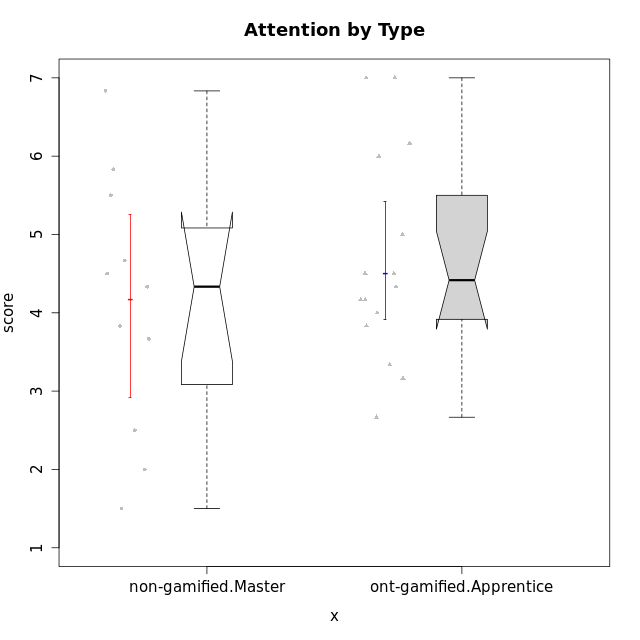 Attention by Type
7
6
5
4
3
2
1
score
non-gamified.Master
ont-gamified.Apprentice
x